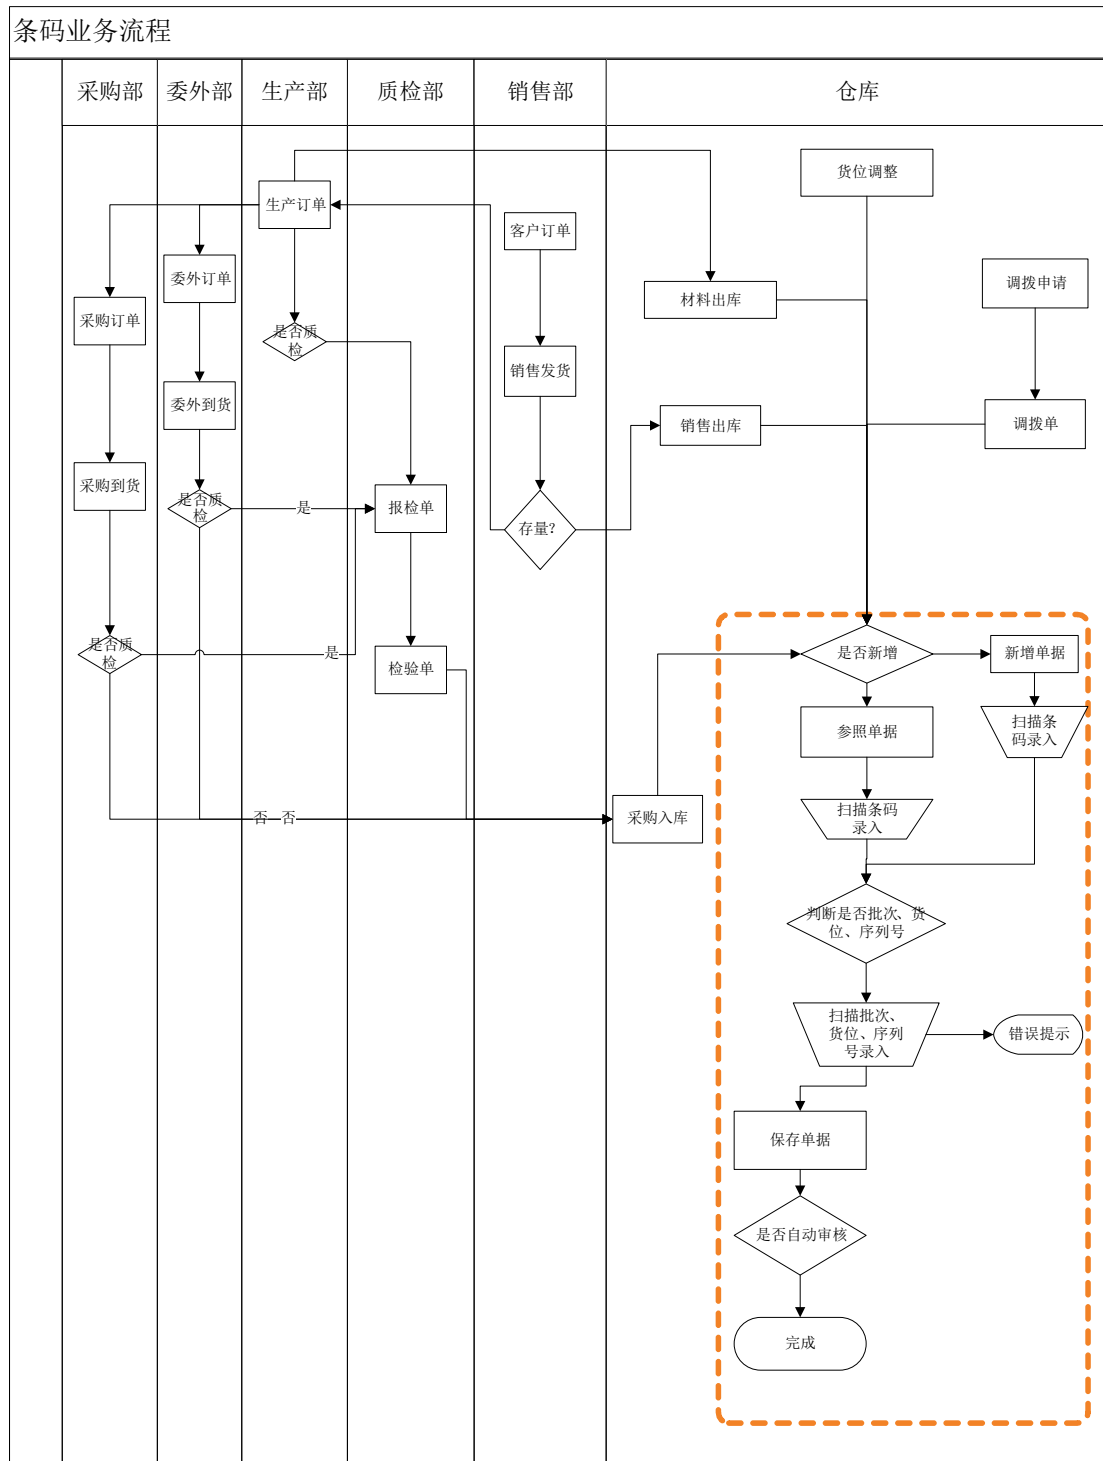 条码业务流程
采购部
委外部
生产部
质检部
销售部
仓库
货位调整
生产订单
客户订单
委外订单
调拨申请
采购订单
材料出库
是否质
检
销售发货
委外到货
销售出库
调拨单
采购到货
是否质
检
是
报检单
存量?
是否质
检
是
检验单
是否新增
新增单据
参照单据
扫描条
码录入
否
否
采购入库
扫描条码
录入
判断是否批次、货
位、序列号
扫描批次、
货位、序列
号录入
错误提示
保存单据
是否自动审核
完成